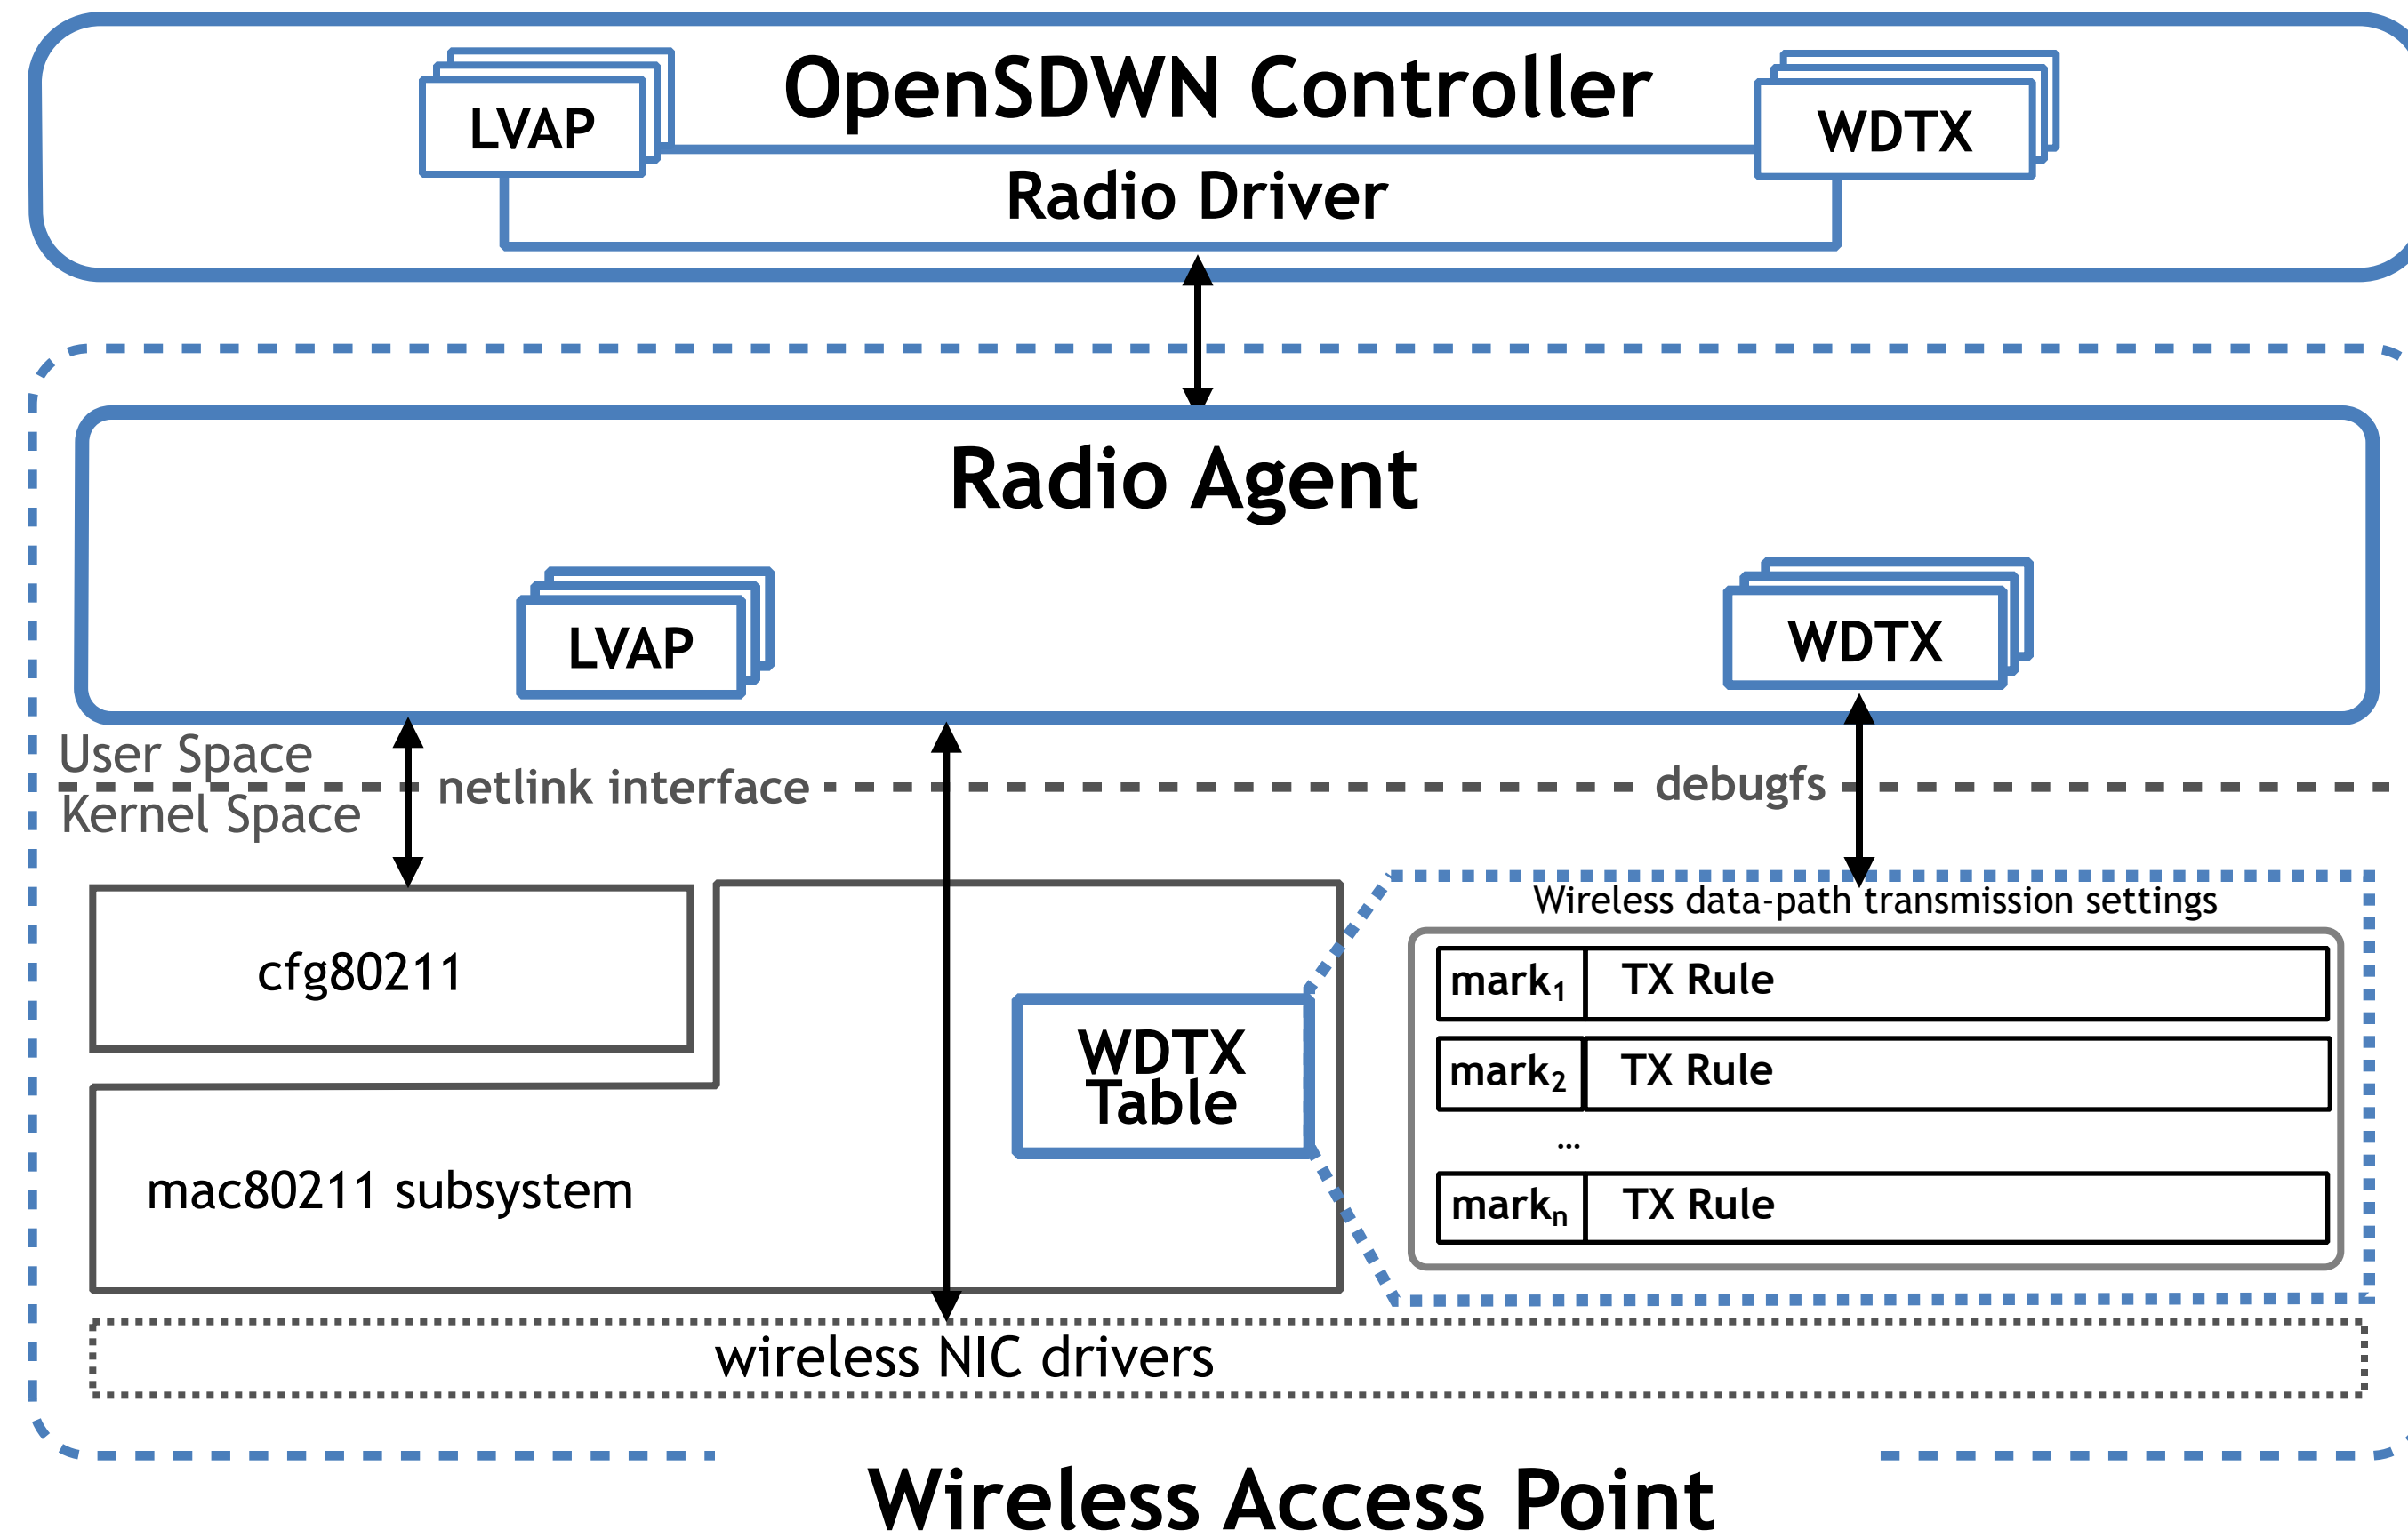 OpenSDWN Controller
LVAP
WDTX
Radio Driver
Radio Agent
LVAP
WDTX
User Space
netlink interface
debugfs
Kernel Space
Wireless data-path transmission settings
cfg80211
mark1 TX Rule
WDTX
Table
mark2 TX Rule
...
mac80211 subsystem
markn TX Rule
wireless NIC drivers
Wireless Access Point